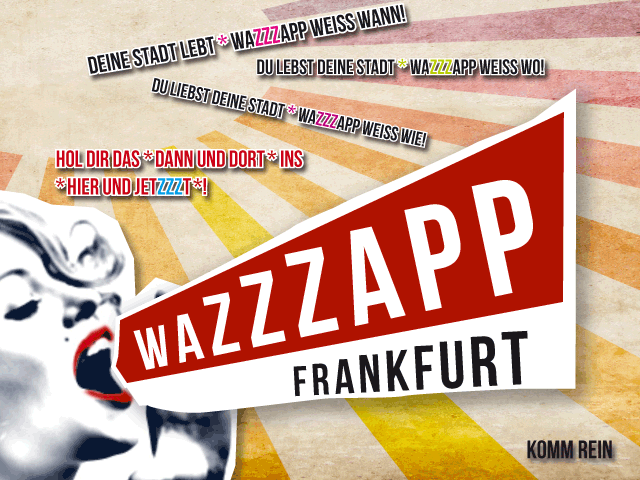 DEINE STADT LEBT * WAZZZAPP WEISS WANN!
DU LEBST DEINE STADT * WAZZZAPP WEISS WO!
DU LIEBST DEINE STADT * WAZZZAPP WEISS WIE!
HOL DIR DAS * DANN UND DORT * INS
* HIER UND JETZZZT *!
WAZZZAPP
FRANKFURT
KOMM REIN